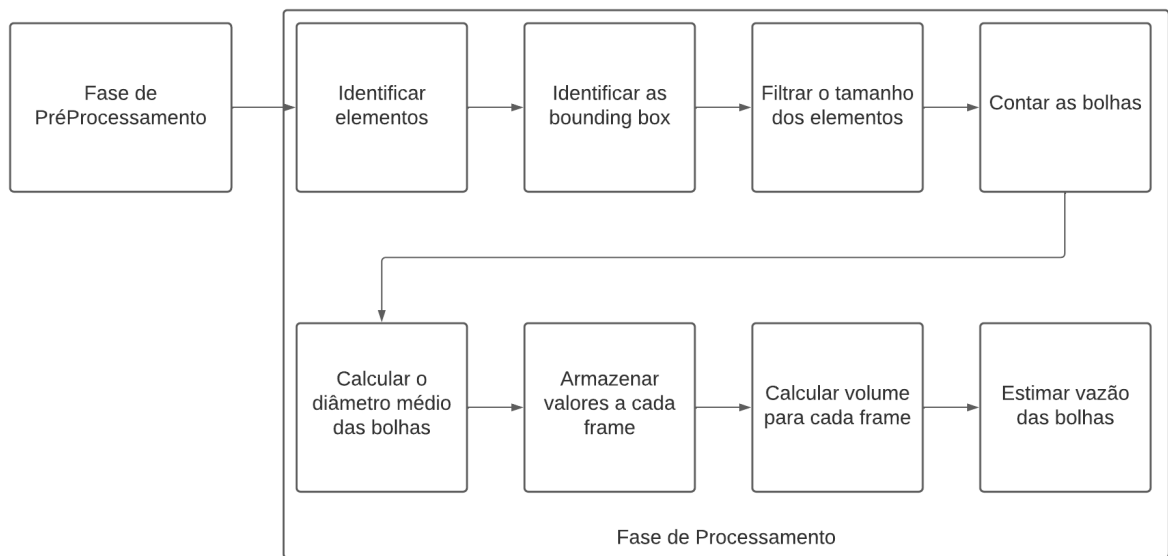 Fase de
PréProcessamento
Identificar
elementos
Identificar as
bounding box
Filtrar o tamanho
dos elementos
Contar as bolhas
Calcular o
diâmetro médio
das bolhas
Armazenar
valores a cada
frame
Calcular volume
para cada frame
Estimar vazão
das bolhas
Fase de Processamento